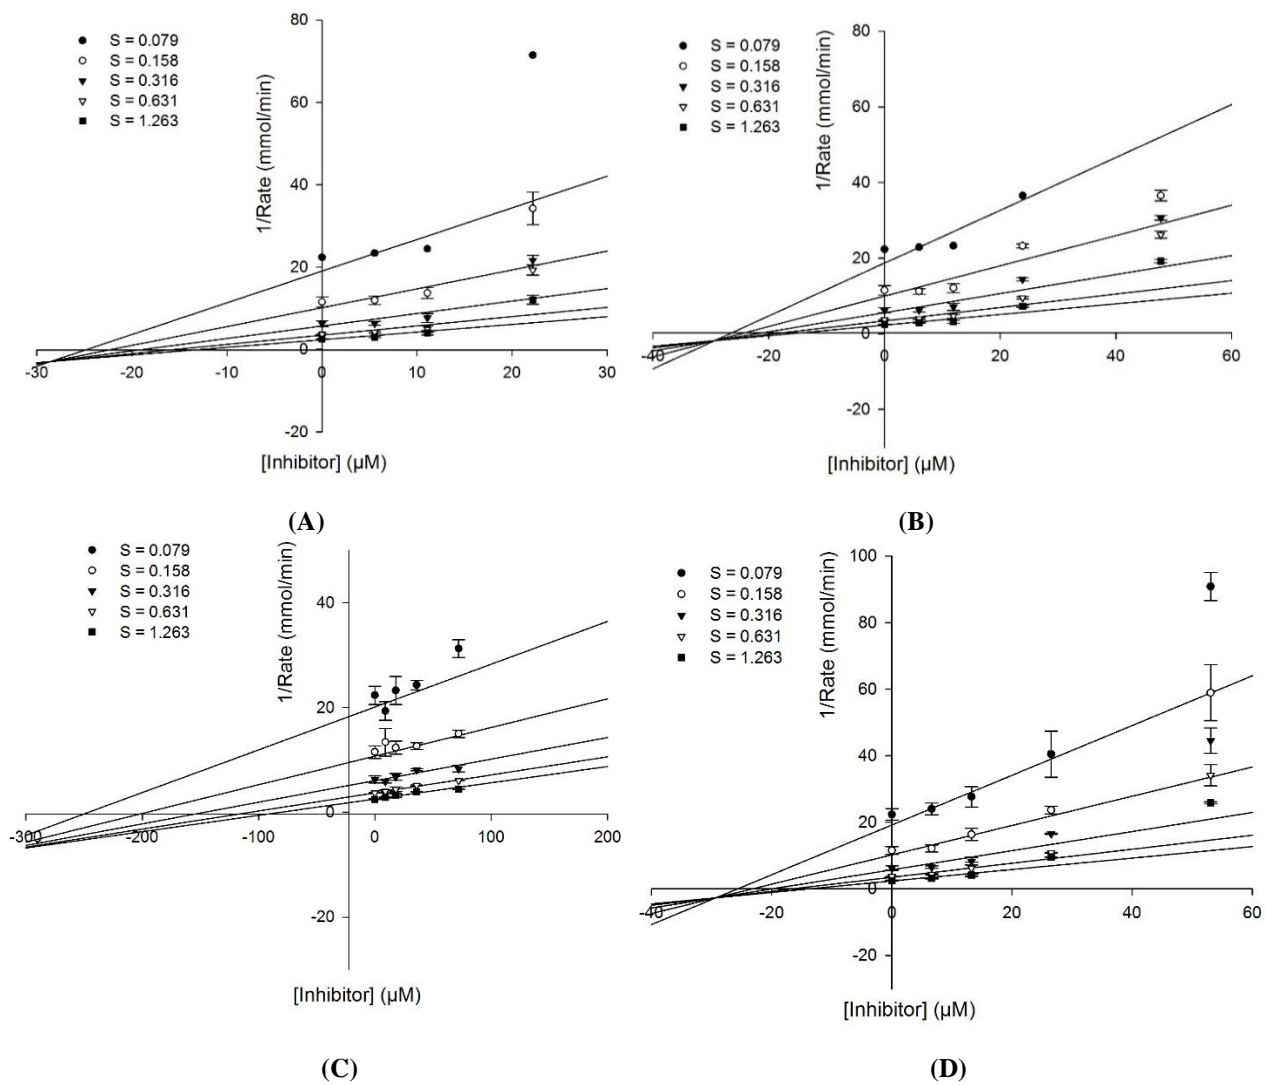 S = 0.079
S = 0.158
S = 0.316
S = 0.631
S = 1.263
1/Rate (mmol/min)
80
60
40
20
0
-20
-30 -20 -10 0 10 20 30
[Inhibitor] (µM)
(A)
S = 0.079
S = 0.158
S = 0.316
S = 0.631
S = 1.263
1/Rate (mmol/min)
80
60
40
20
0
-20
-40 -20 0 20 40 60
[Inhibitor] (µM)
(B)
S = 0.079
S = 0.158
S = 0.316
S = 0.631
S = 1.263
1/Rate (mmol/min)
40
20
0
-20
-300 -200 -100 0 100 200
[Inhibitor] (µM)
(C)
S = 0.079
S = 0.158
S = 0.316
S = 0.631
S = 1.263
1/Rate (mmol/min)
100
80
60
40
20
0
-20
-40 -20 0 20 40 60
[Inhibitor] (µM)
(D)